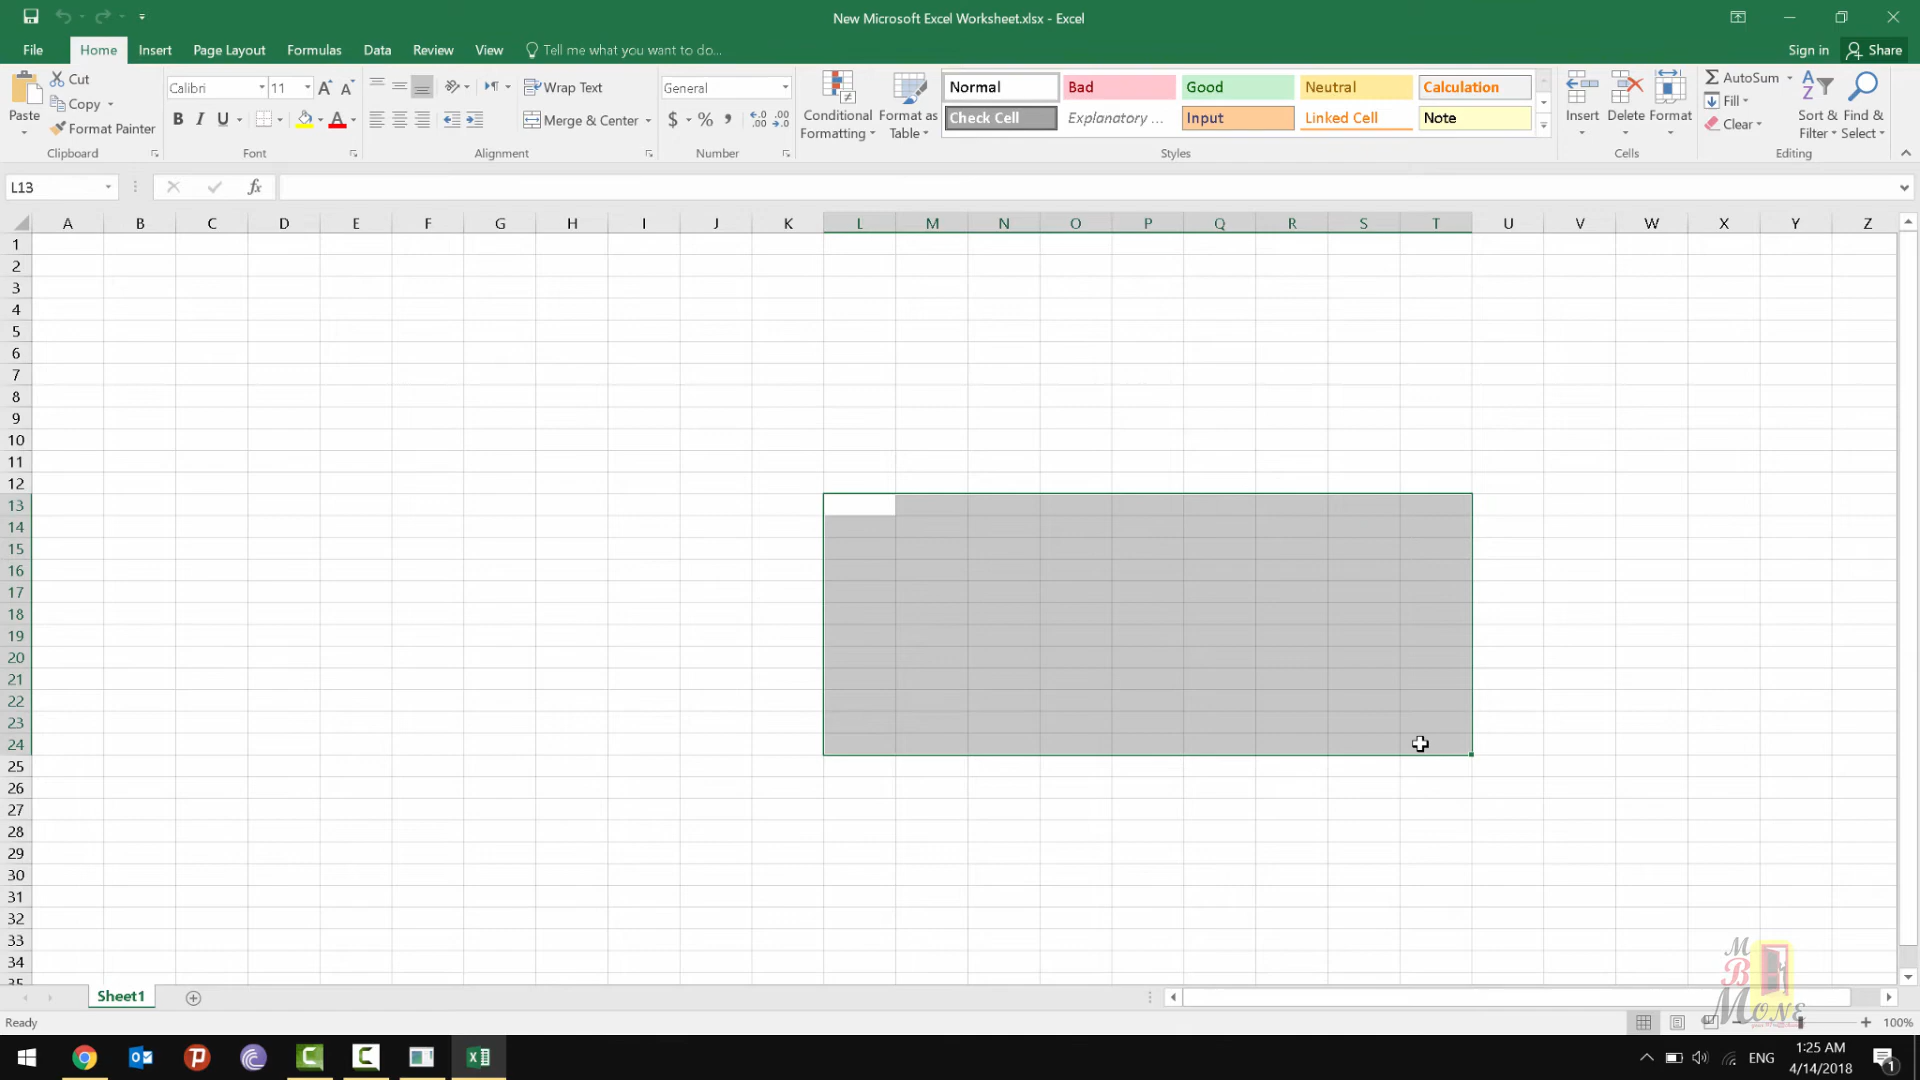 New Microsoft Excel Worksheet.xlsx - Excel
File Home Insert Page Layout Formulas Data Review View Tell me what you want to do... Sign in Share
Paste Cut Copy Format Painter Clipboard
Calibri 11 B I U A Font
Wrap Text Merge & Center Alignment
General $ % Number
Conditional Formatting Format as Table
Normal Bad Good Neutral Calculation
Check Cell Explanatory ... Input Linked Cell Note
Styles
Insert Delete Format Cells
AutoSum Fill Clear Sort & Filter Find & Select Editing
L13 fx
A B C D E F G H I J K L M N O P Q R S T U V W X Y Z
1
2
3
4
5
6
7
8
9
10
11
12
13
14
15
16
17
18
19
20
21
22
23
24
25
26
27
28
29
30
31
32
33
34
35
Sheet1
M
B
Mone
Ready 100%
ENG 1:25 AM
4/14/2018 1